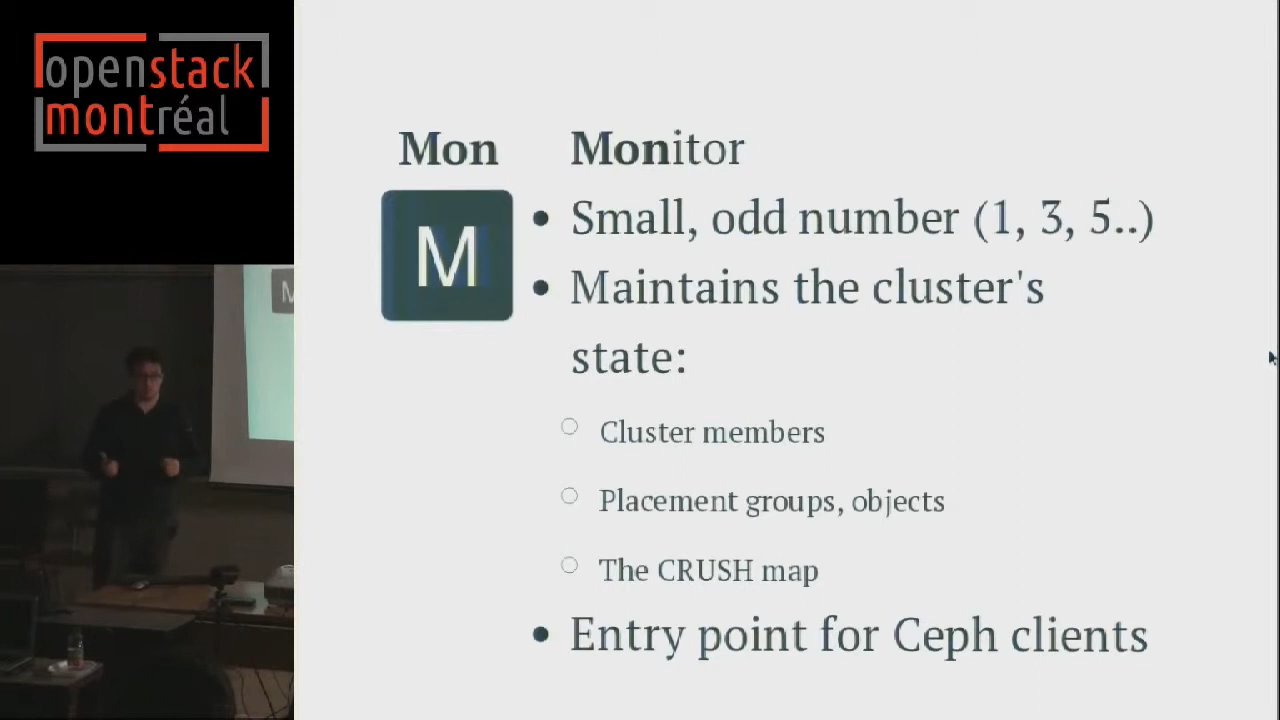 openstack
montréal
Mon
Monitor
M
• Small, odd number (1, 3, 5..)
• Maintains the cluster's
state:
○ Cluster members
○ Placement groups, objects
○ The CRUSH map
• Entry point for Ceph clients
M